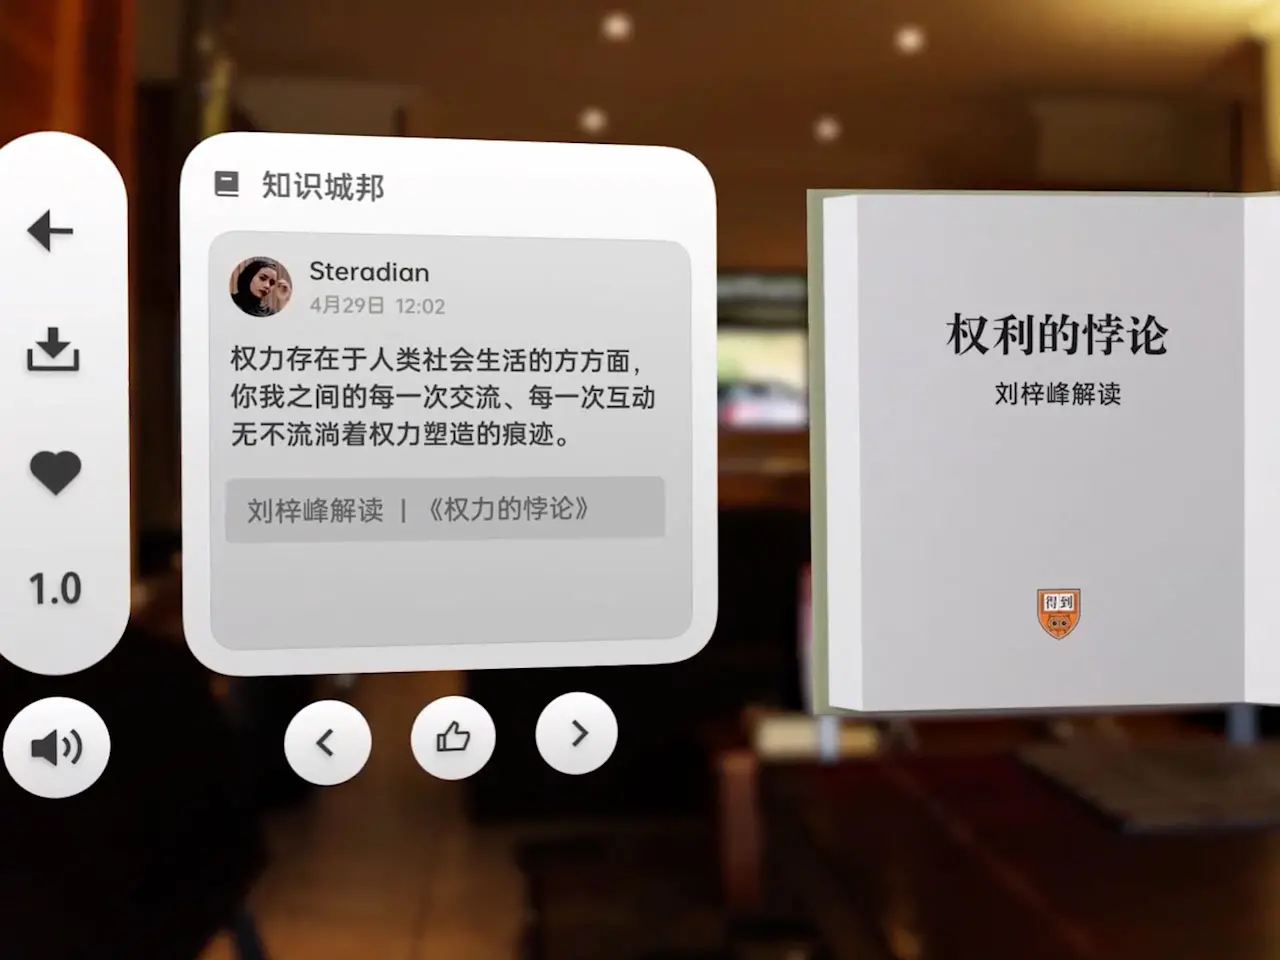 知识城邦
Steradian
4月29日 12:02
权力存在于人类社会生活的方方面，
你我之间的每一次交流、每一次互动
无不流淌着权力塑造的痕迹。
刘梓峰解读 | 《权力的悖论》
1.0
权利的悖论
刘梓峰解读
得到